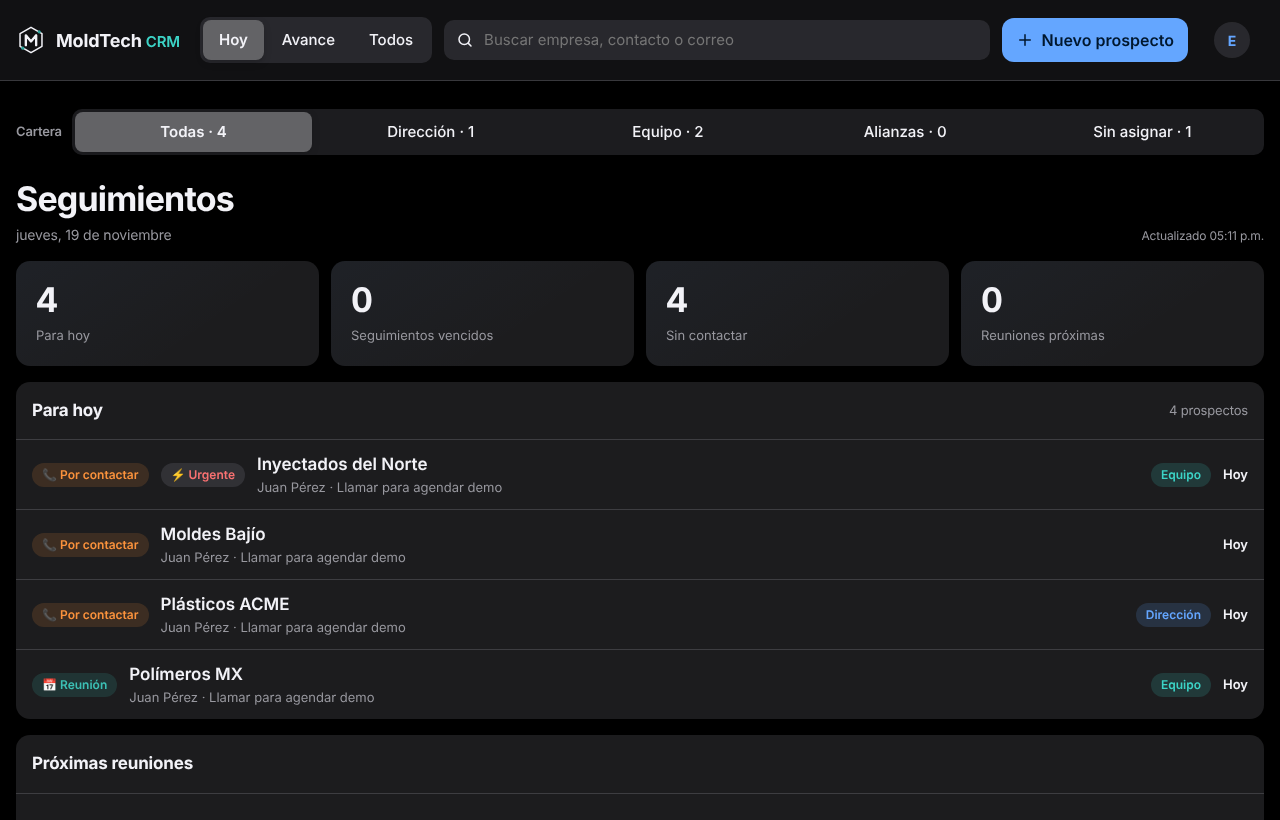 MoldTech CRM
Hoy
Avance
Todos
Buscar empresa, contacto o correo
+ Nuevo prospecto
E
Cartera
Todas · 4
Dirección · 1
Equipo · 2
Alianzas · 0
Sin asignar · 1
Seguimientos
jueves, 19 de noviembre
Actualizado 05:11 p.m.
4
Para hoy
0
Seguimientos vencidos
4
Sin contactar
0
Reuniones próximas
Para hoy
4 prospectos
📞 Por contactar
⚡ Urgente
Inyectados del Norte
Juan Pérez · Llamar para agendar demo
Equipo
Hoy
📞 Por contactar
Moldes Bajío
Juan Pérez · Llamar para agendar demo
Hoy
📞 Por contactar
Plásticos ACME
Juan Pérez · Llamar para agendar demo
Dirección
Hoy
📅 Reunión
Polímeros MX
Juan Pérez · Llamar para agendar demo
Equipo
Hoy
Próximas reuniones